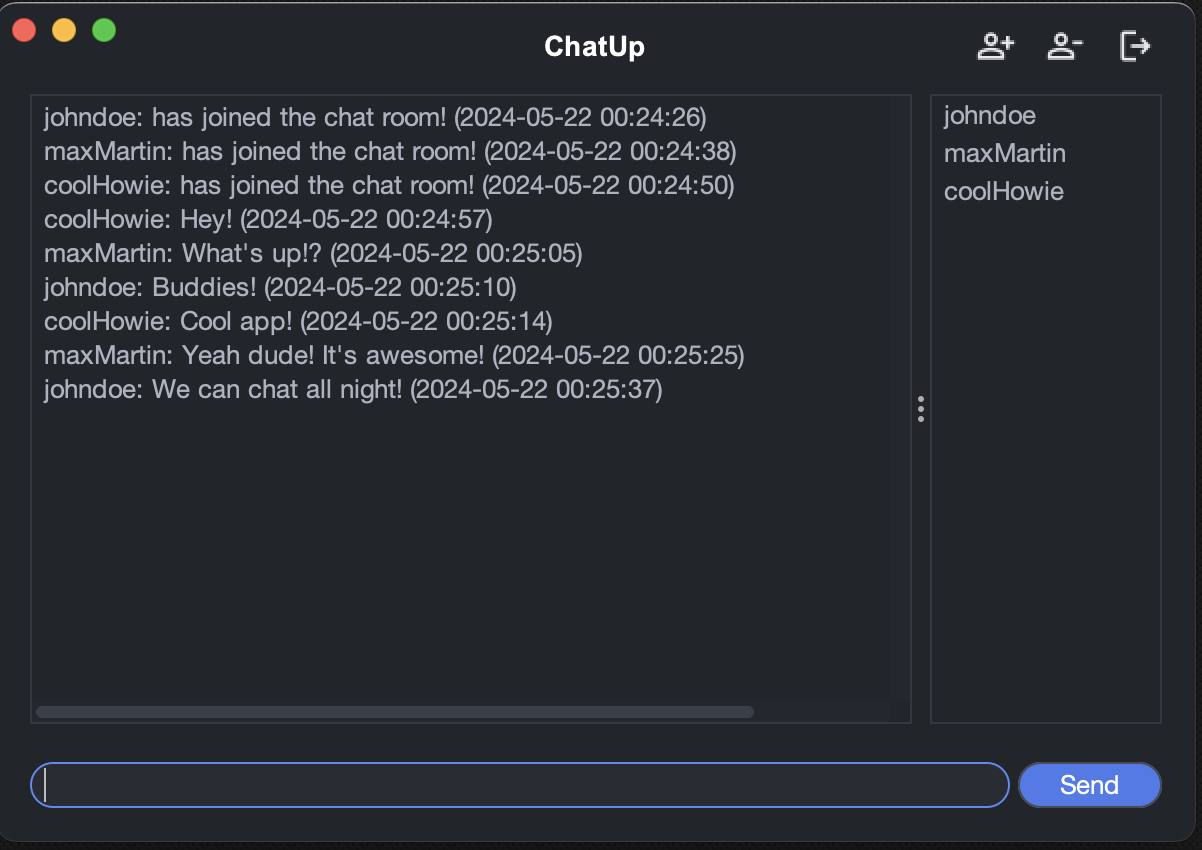 ChatUp
johndoe: has joined the chat room! (2024-05-22 00:24:26)
maxMartin: has joined the chat room! (2024-05-22 00:24:38)
coolHowie: has joined the chat room! (2024-05-22 00:24:50)
coolHowie: Hey! (2024-05-22 00:24:57)
maxMartin: What's up!? (2024-05-22 00:25:05)
johndoe: Buddies! (2024-05-22 00:25:10)
coolHowie: Cool app! (2024-05-22 00:25:14)
maxMartin: Yeah dude! It's awesome! (2024-05-22 00:25:25)
johndoe: We can chat all night! (2024-05-22 00:25:37)
johndoe
maxMartin
coolHowie
Send